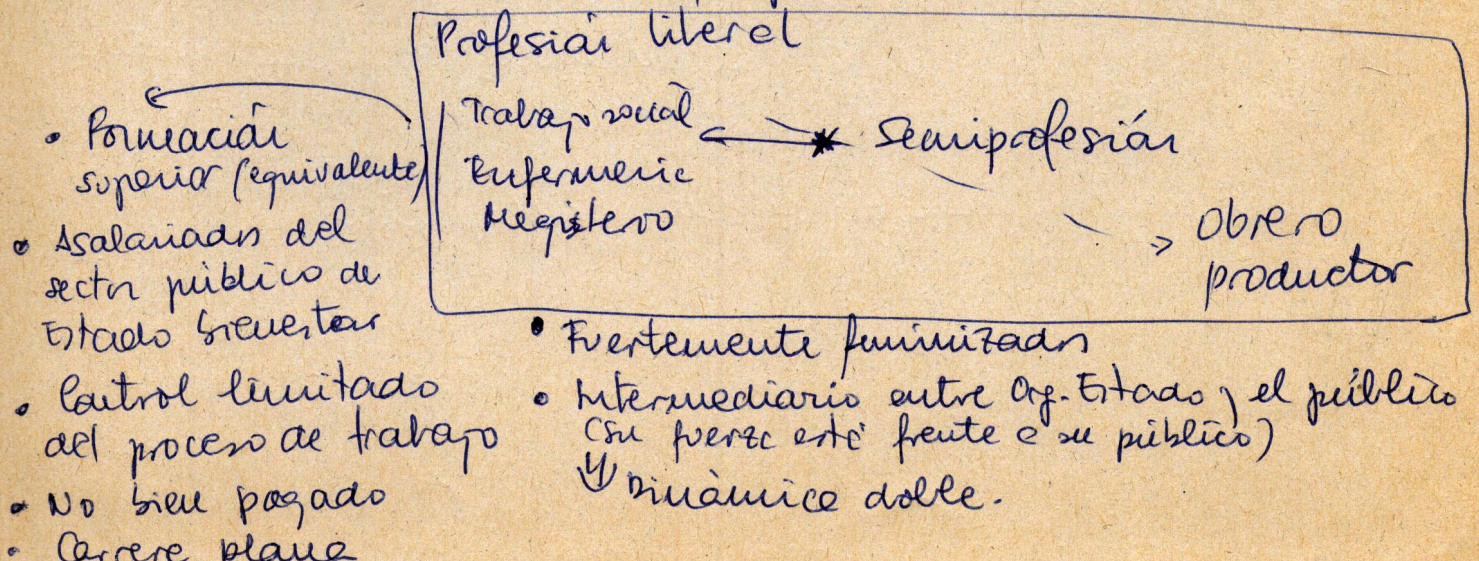 Profesión liberal
Trabajo social
Enfermería
Magisterio
Semiprofesión
Obrero
productor
• Formación
superior (equivalente)
• Asalariados del
sector público de
Estado bienestar
• Control limitado
del proceso de trabajo
• No bien pagado
• Carrera plana
• Fuertemente feminizados
• Intermediario entre Org. Estado y el público
(su fuerza está frente a su público)
Dinámica doble.